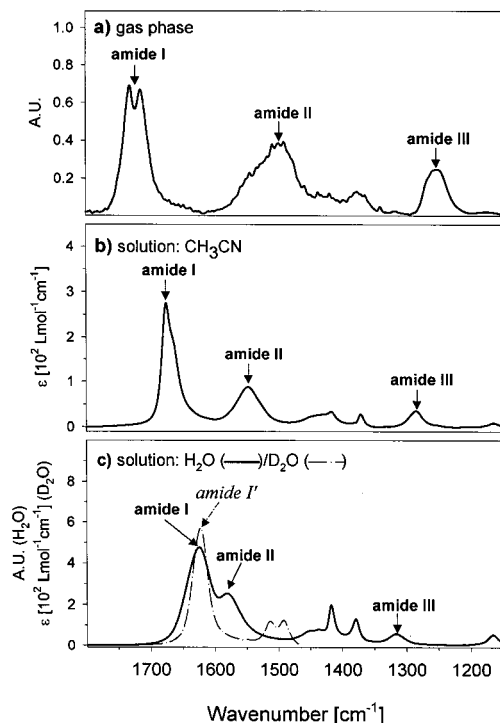 a) gas phase
amide I
amide II
amide III
A.U.
1.0
0.8
0.6
0.4
0.2
b) solution: CH₃CN
amide I
amide II
amide III
ε [10² Lmol⁻¹cm⁻¹]
4
3
2
1
0
c) solution: H₂O (——)/D₂O (—·—)
amide I'
amide I
amide II
amide III
A.U. (H₂O)
ε [10² Lmol⁻¹cm⁻¹] (D₂O)
8
6
4
2
0
1700 1600 1500 1400 1300 1200
Wavenumber [cm⁻¹]